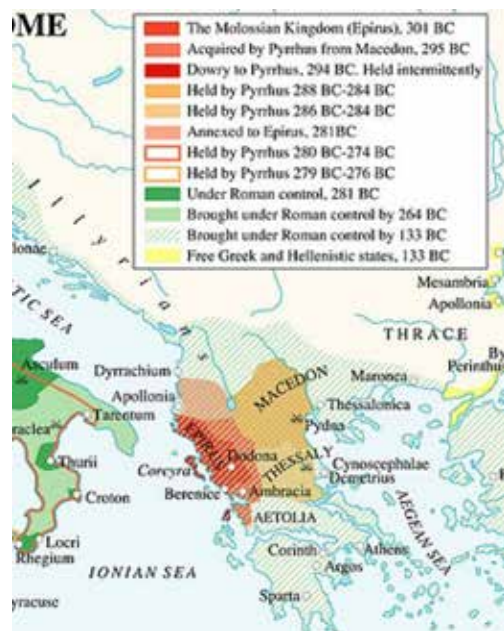 OME
The Molossian Kingdom (Epirus), 301 BC
Acquired by Pyrrhus from Macedon, 295 BC
Dowry to Pyrrhus, 294 BC. Held intermittently
Held by Pyrrhus 288 BC-284 BC
Held by Pyrrhus 286 BC-284 BC
Annexed to Epirus, 281BC
Held by Pyrrhus 280 BC-274 BC
Held by Pyrrhus 279 BC-276 BC
Under Roman control, 281 BC
Brought under Roman control by 264 BC
Brought under Roman control by 133 BC
Free Greek and Hellenistic states, 133 BC
Illyrians
lonae
Mesambria
Apollonia
TIC SEA
THRACE
By
Perinthu
Asculum
Dyrrachium
Maronea
MACEDON
Apollonia
Thessalonica
Tarentum
Pydna
raclea
EPIRUS
Dodona
THESSALY
Thurii
Corcyra
Cynoscephalae
Demetrius
Berenice
Ambracia
Croton
AEGEAN SEA
AETOLIA
Locri
Rhegium
Corinth
Athens
IONIAN SEA
Argos
yracuse
Sparta